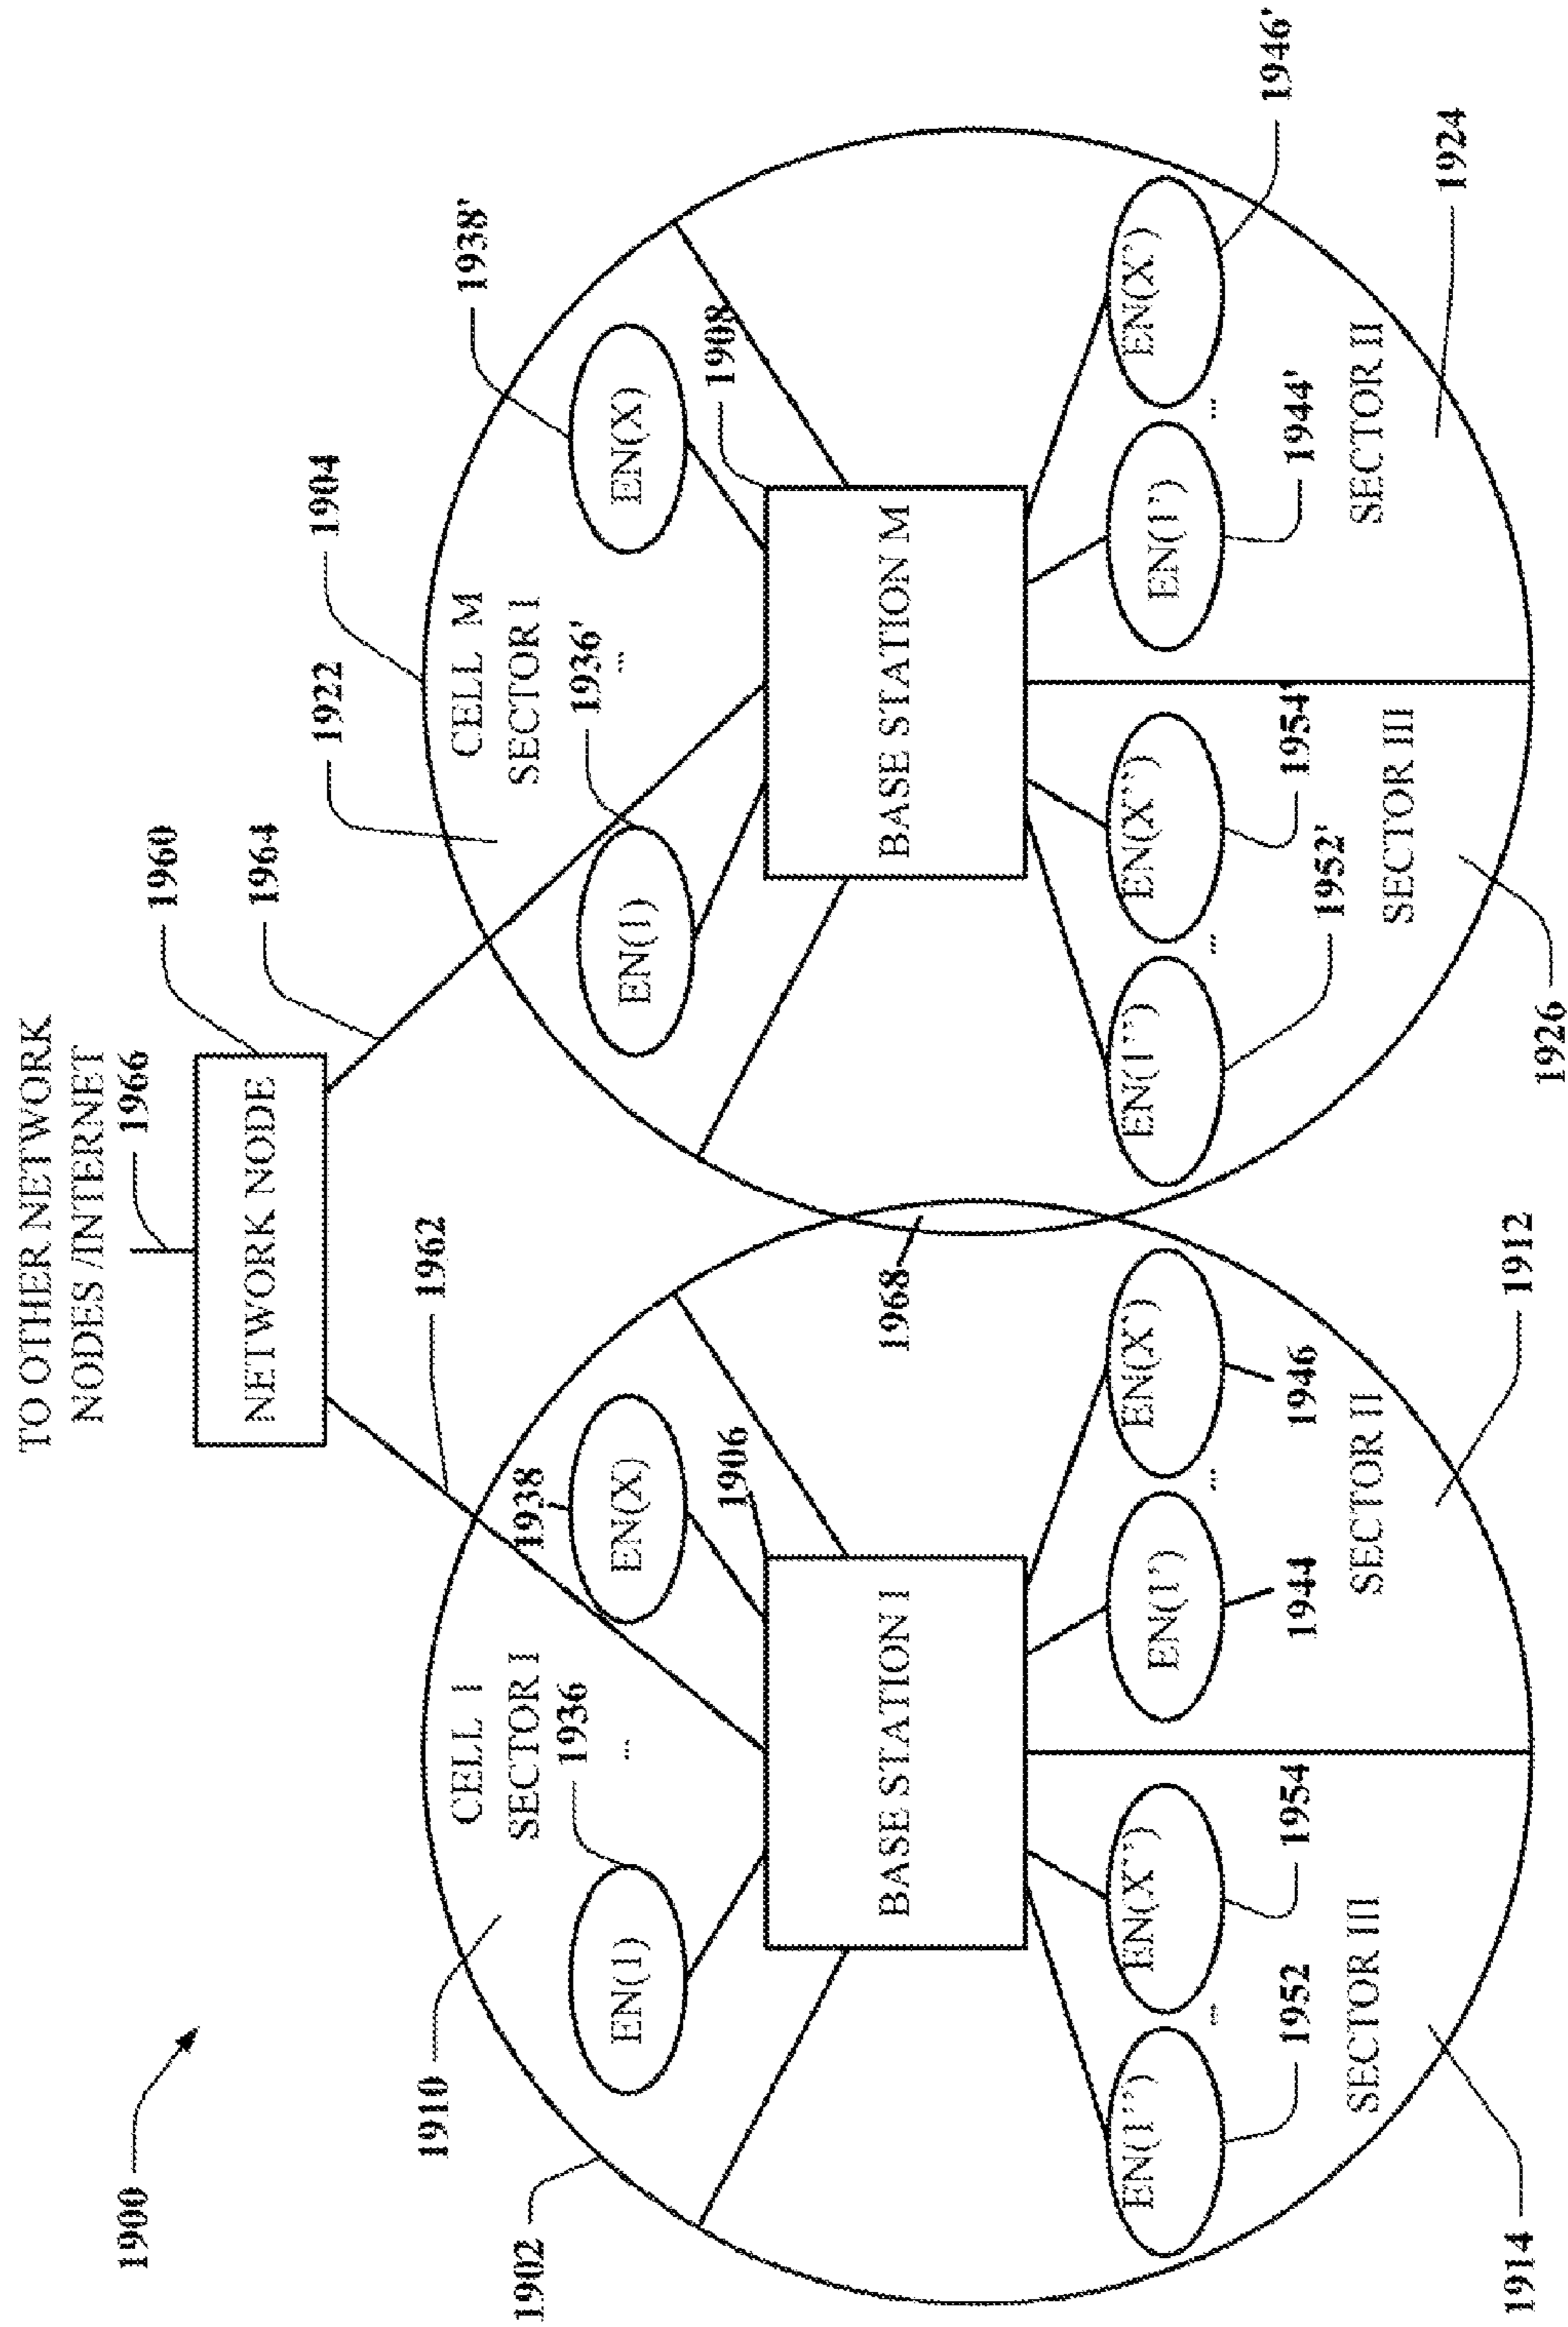 TO OTHER NETWORK
NODES /INTERNET
1900
1966
1960
NETWORK NODE
1964
1962
1904
1922
1902
1910
CELL 1
SECTOR I
1936
...
1938
EN(1)
EN(X)
1906
BASE STATION 1
CELL M
SECTOR I
1936'
...
1938'
EN(1)
EN(X)
1908
BASE STATION M
1968
EN(1'')
...
EN(X'')
EN(1')
...
EN(X')
1952
1954
1944
1946
SECTOR III
SECTOR II
1914
1912
EN(1'')
...
EN(X'')
EN(1')
...
EN(X')
1952'
1954'
1944'
1946'
SECTOR III
SECTOR II
1926
1924